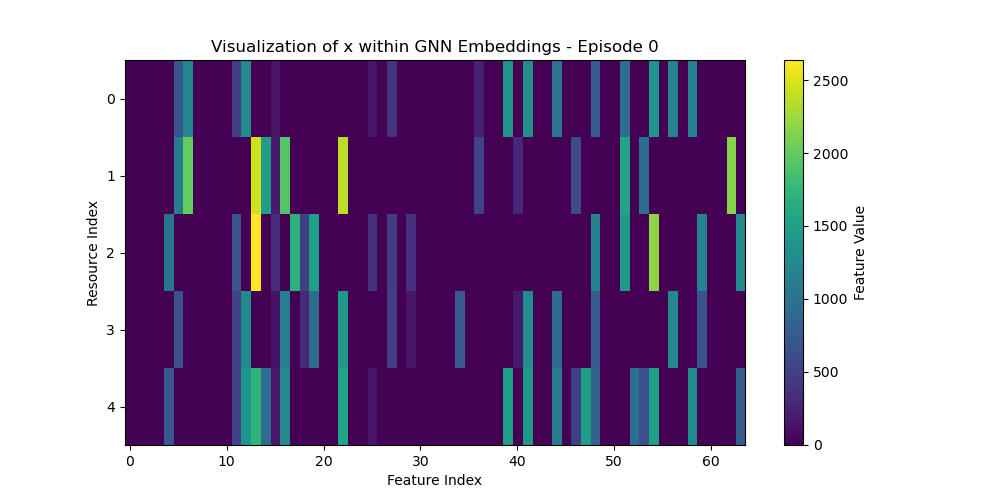 Visualization of x within GNN Embeddings - Episode 0
Resource Index
0
1
2
3
4
0 10 20 30 40 50 60
Feature Index
2500
2000
1500
1000
500
0
Feature Value